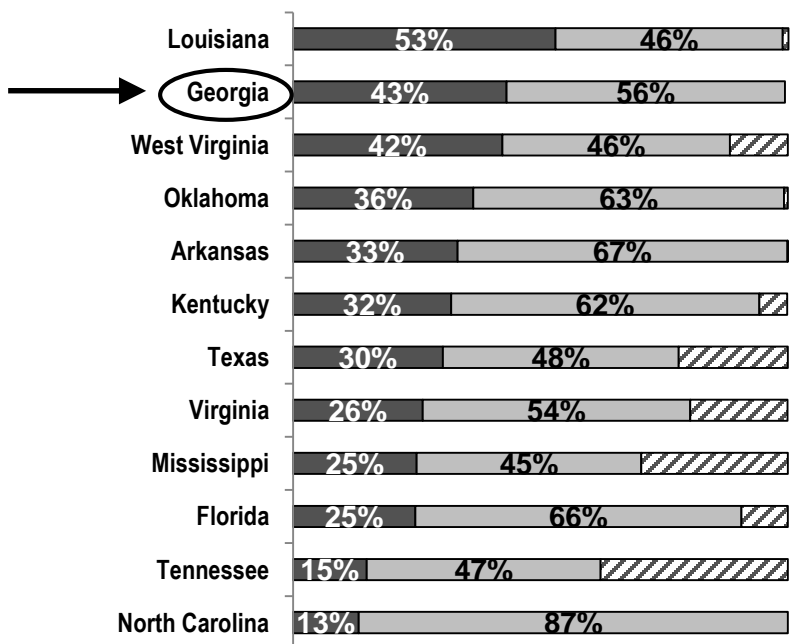 Louisiana 53% 46%
Georgia 43% 56%
West Virginia 42% 46%
Oklahoma 36% 63%
Arkansas 33% 67%
Kentucky 32% 62%
Texas 30% 48%
Virginia 26% 54%
Mississippi 25% 45%
Florida 25% 66%
Tennessee 15% 47%
North Carolina 13% 87%